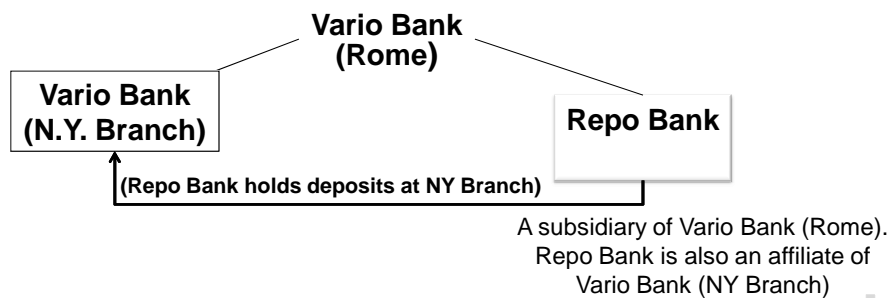 Vario Bank
(Rome)
Vario Bank
(N.Y. Branch)
Repo Bank
(Repo Bank holds deposits at NY Branch)
A subsidiary of Vario Bank (Rome).
Repo Bank is also an affiliate of
Vario Bank (NY Branch)